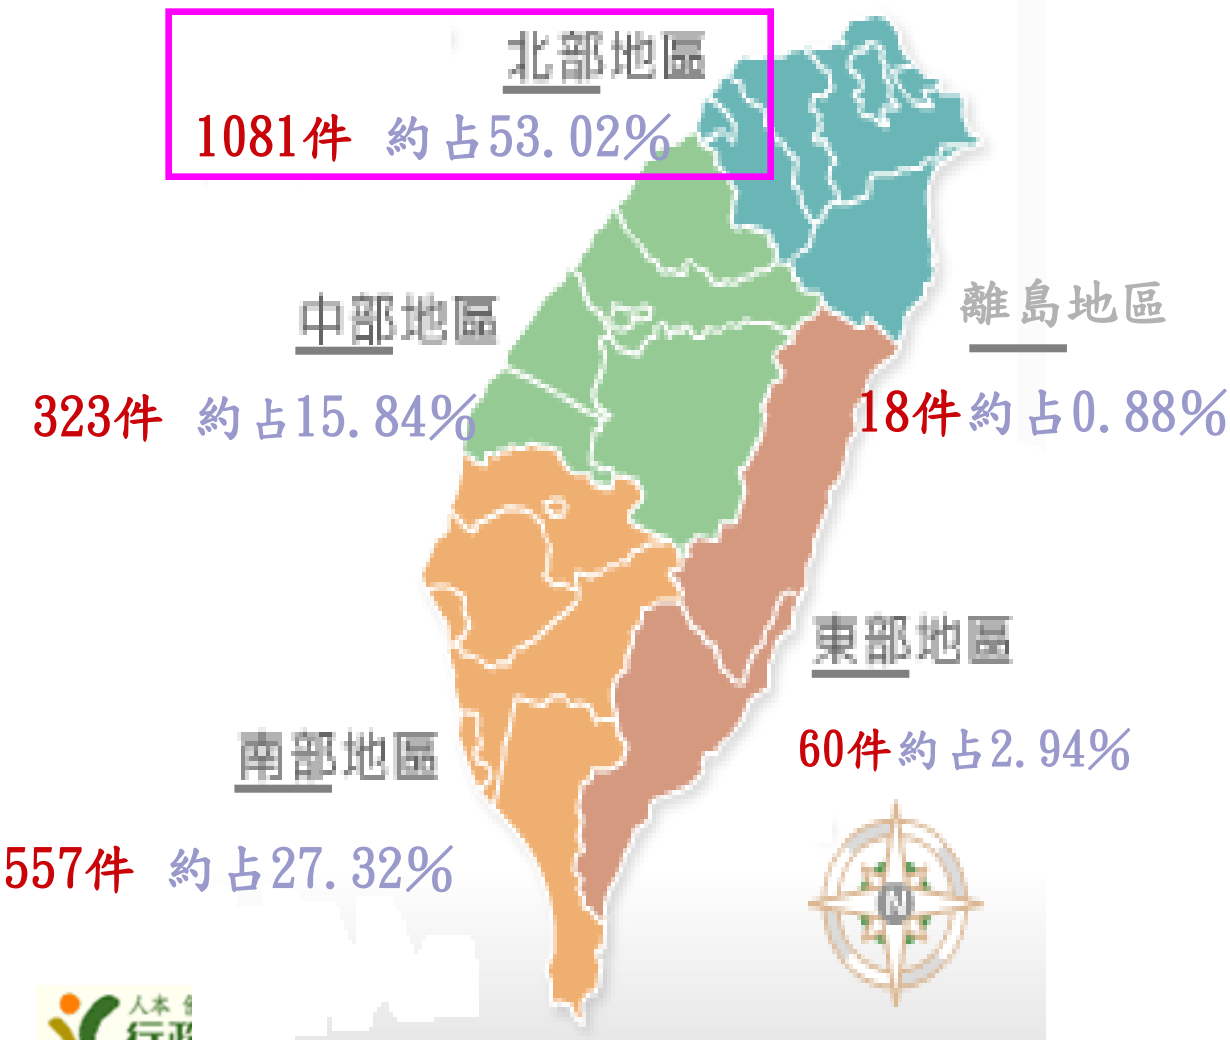 北部地區
1081件 約占53.02%
中部地區
323件 約占15.84%
離島地區
18件約占0.88%
東部地區
60件約占2.94%
南部地區
557件 約占27.32%
N
人本
行政